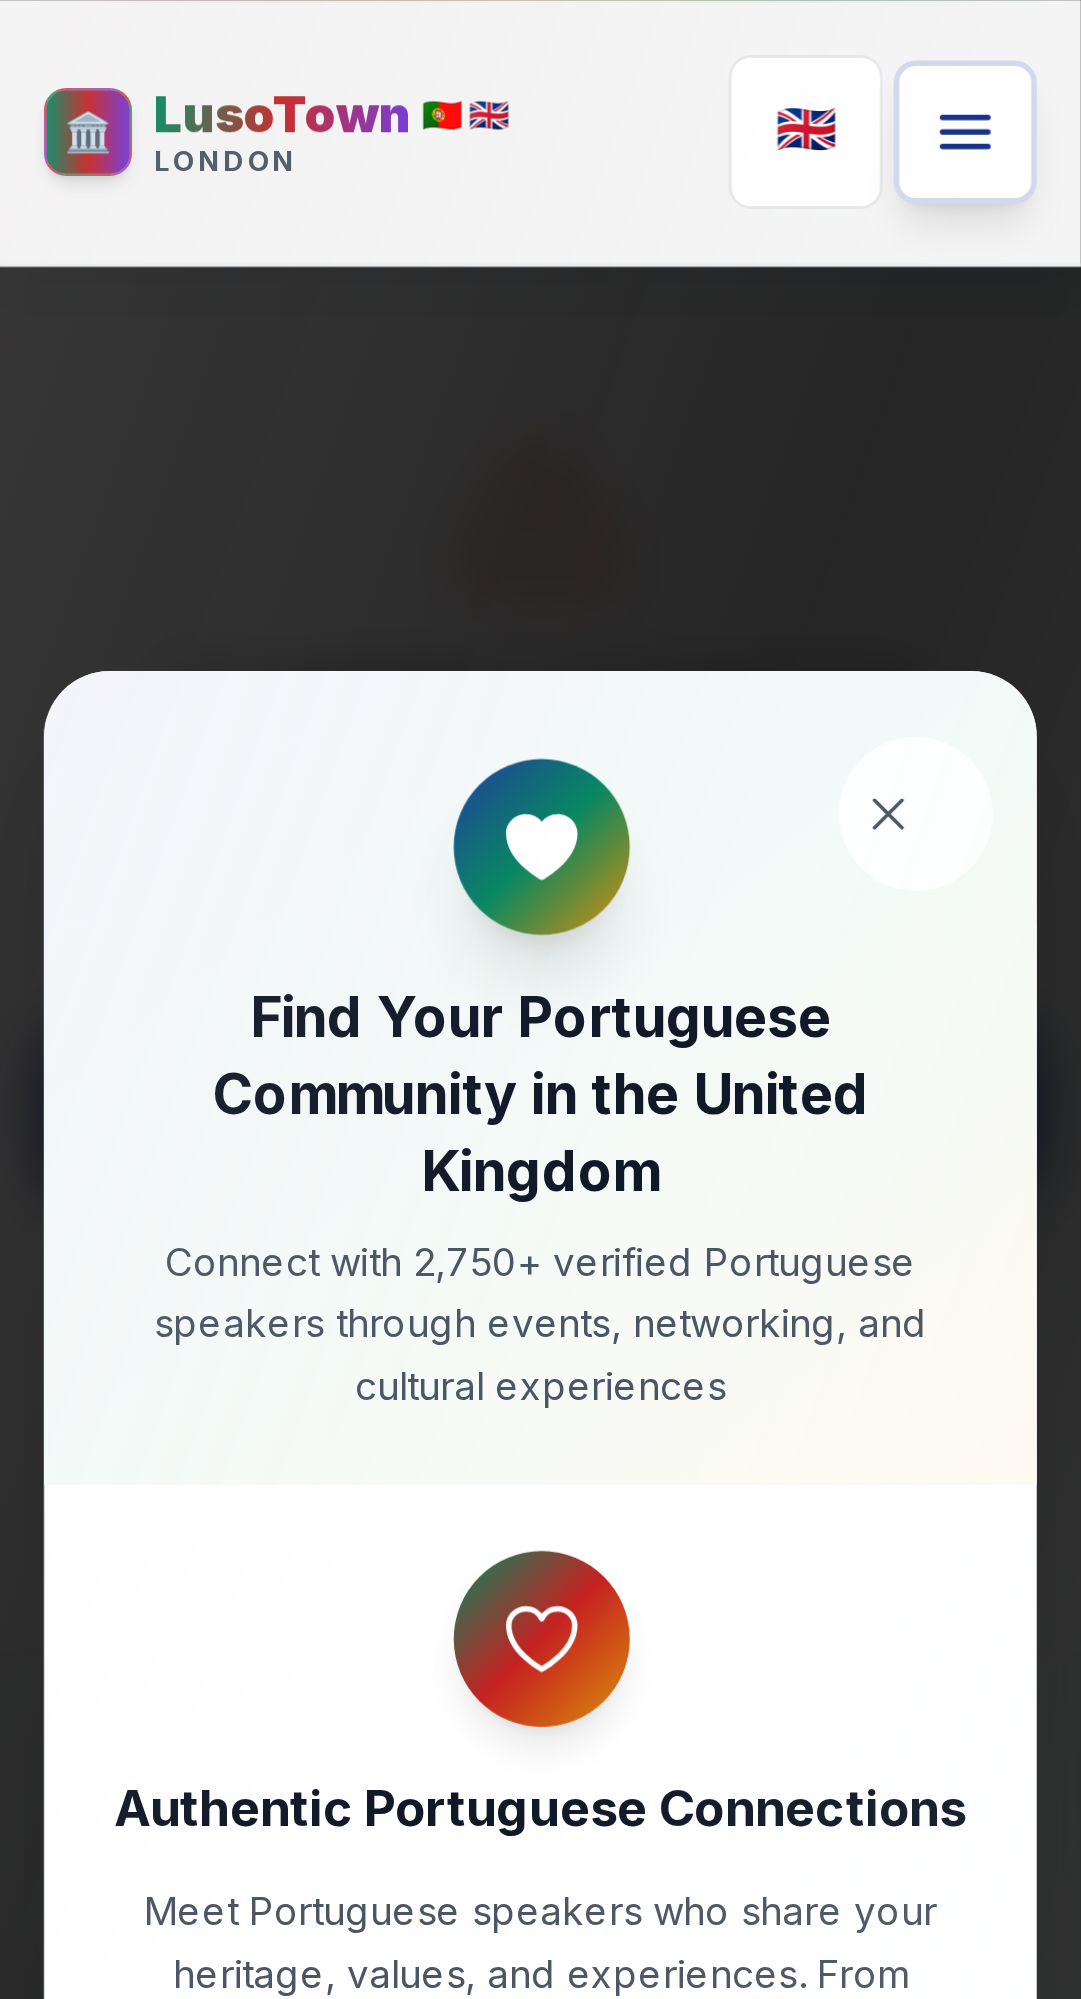 LusoTown 🇵🇹🇬🇧
LONDON
Find Your Portuguese
Community in the United
Kingdom
Connect with 2,750+ verified Portuguese
speakers through events, networking, and
cultural experiences
Authentic Portuguese Connections
Meet Portuguese speakers who share your
heritage, values, and experiences. From